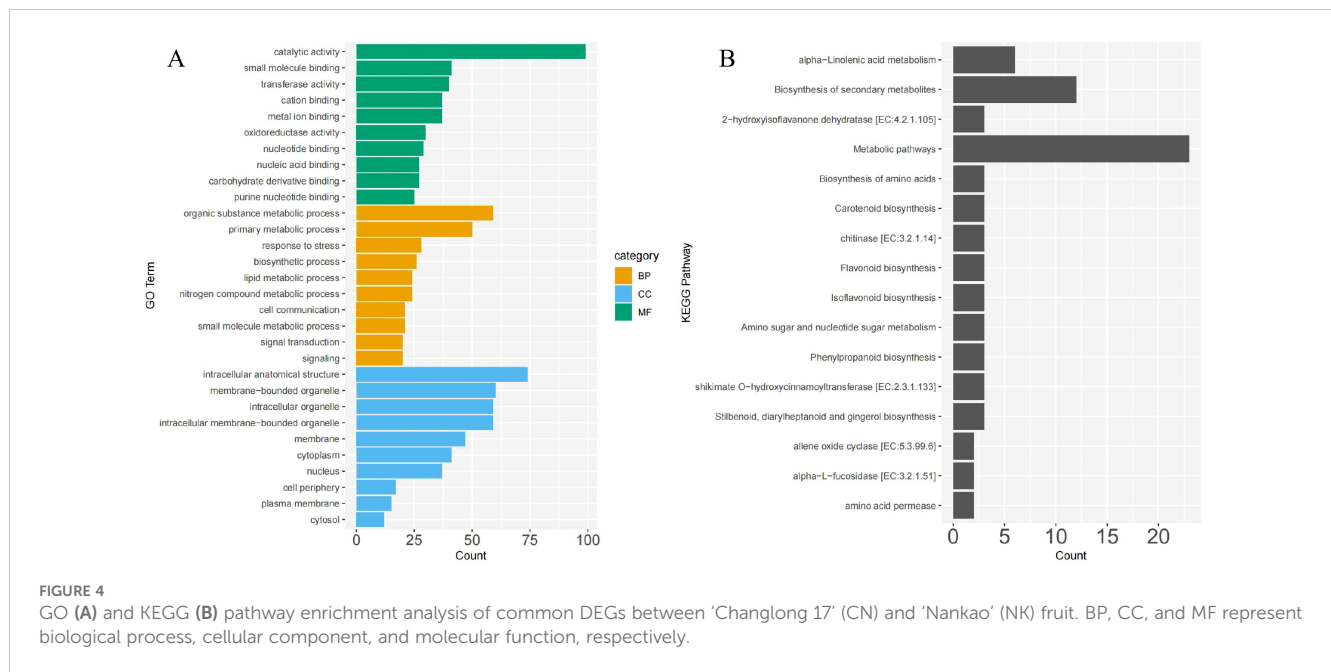 A
catalytic activity
small molecule binding
transferase activity
cation binding
metal ion binding
oxidoreductase activity
nucleotide binding
nucleic acid binding
carbohydrate derivative binding
purine nucleotide binding
organic substance metabolic process
primary metabolic process
response to stress
biosynthetic process
lipid metabolic process
nitrogen compound metabolic process
cell communication
small molecule metabolic process
signal transduction
signaling
intracellular anatomical structure
membrane−bounded organelle
intracellular organelle
intracellular membrane−bounded organelle
membrane
cytoplasm
nucleus
cell periphery
plasma membrane
cytosol
GO Term
0 25 50 75 100
Count
category
BP
CC
MF
B
alpha−Linolenic acid metabolism
Biosynthesis of secondary metabolites
2−hydroxyisoflavanone dehydratase [EC:4.2.1.105]
Metabolic pathways
Biosynthesis of amino acids
Carotenoid biosynthesis
chitinase [EC:3.2.1.14]
Flavonoid biosynthesis
Isoflavonoid biosynthesis
Amino sugar and nucleotide sugar metabolism
Phenylpropanoid biosynthesis
shikimate O−hydroxycinnamoyltransferase [EC:2.3.1.133]
Stilbenoid, diarylheptanoid and gingerol biosynthesis
allene oxide cyclase [EC:5.3.99.6]
alpha−L−fucosidase [EC:3.2.1.51]
amino acid permease
KEGG Pathway
0 5 10 15 20
Count
FIGURE 4
GO (A) and KEGG (B) pathway enrichment analysis of common DEGs between ‘Changlong 17’ (CN) and ‘Nankao’ (NK) fruit. BP, CC, and MF represent
biological process, cellular component, and molecular function, respectively.